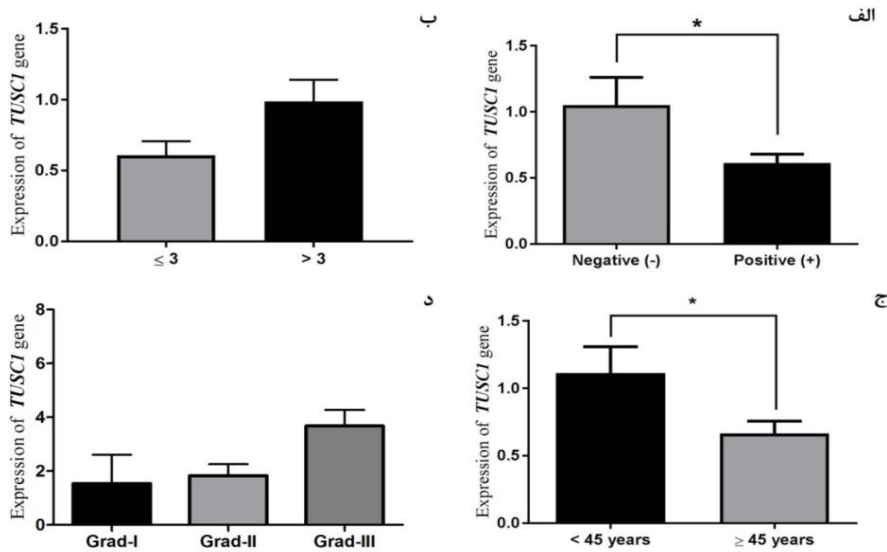 الف
*
Expression of TUSC1 gene
1.5
1.0
0.5
0.0
Negative (-) Positive (+)
ب
Expression of TUSC1 gene
1.5
1.0
0.5
0.0
≤ 3 > 3
ج
*
Expression of TUSC1 gene
1.5
1.0
0.5
0.0
< 45 years ≥ 45 years
د
Expression of TUSC1 gene
8
6
4
2
0
Grad-I Grad-II Grad-III